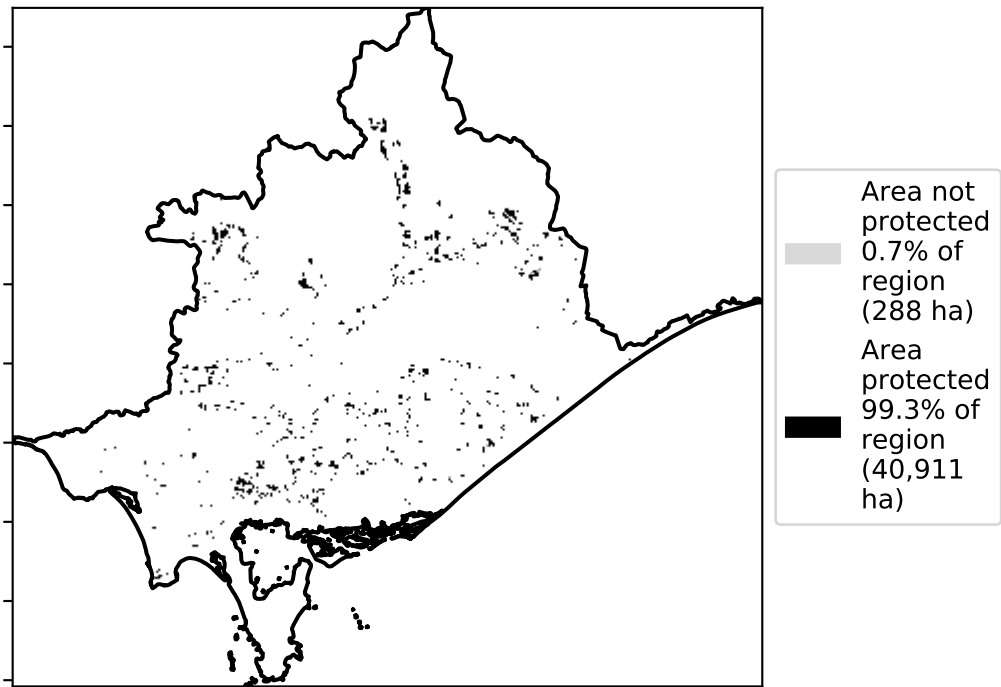 Area not
protected
0.7% of
region
(288 ha)
Area
protected
99.3% of
region
(40,911
ha)